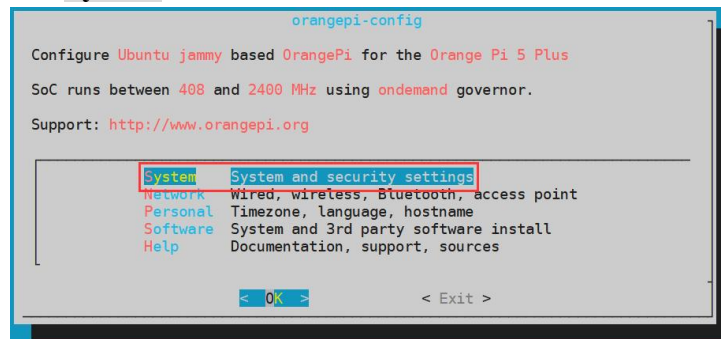 orangepi-config
Configure Ubuntu jammy based OrangePi for the Orange Pi 5 Plus
SoC runs between 408 and 2400 MHz using ondemand governor.
Support: http://www.orangepi.org
System System and security settings
Network Wired, wireless, Bluetooth, access point
Personal Timezone, language, hostname
Software System and 3rd party software install
Help Documentation, support, sources
< OK > < Exit >